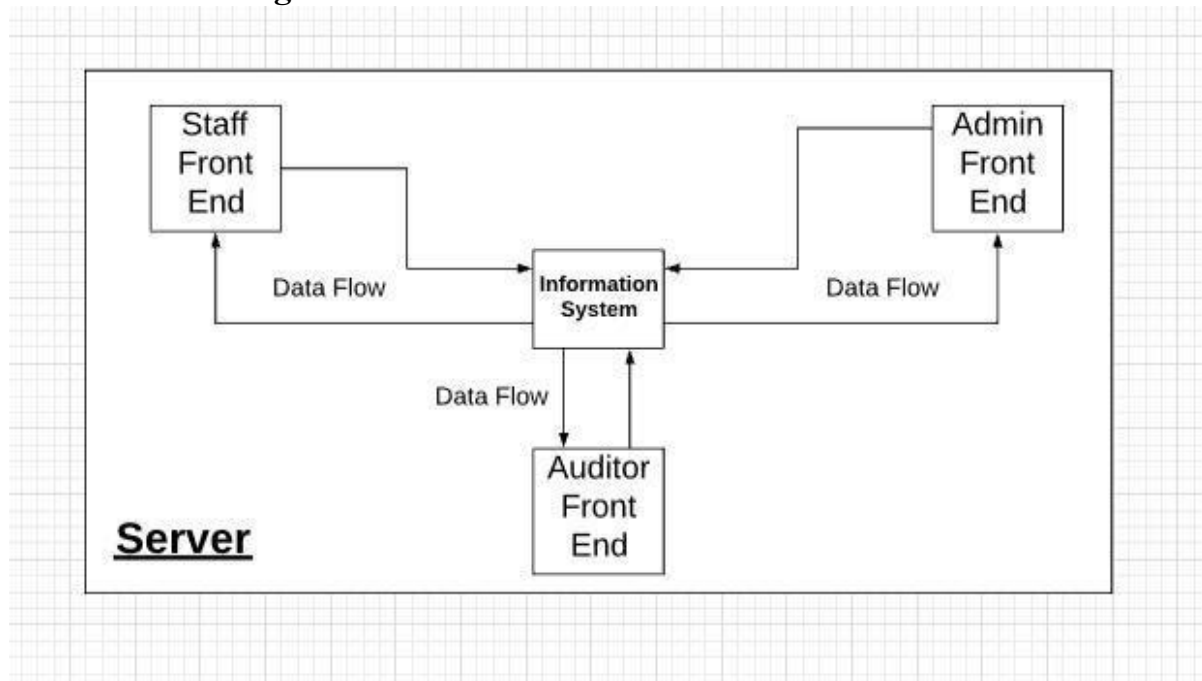 Staff
Front
End
Admin
Front
End
Data Flow
Information
System
Data Flow
Data Flow
Auditor
Front
End
Server